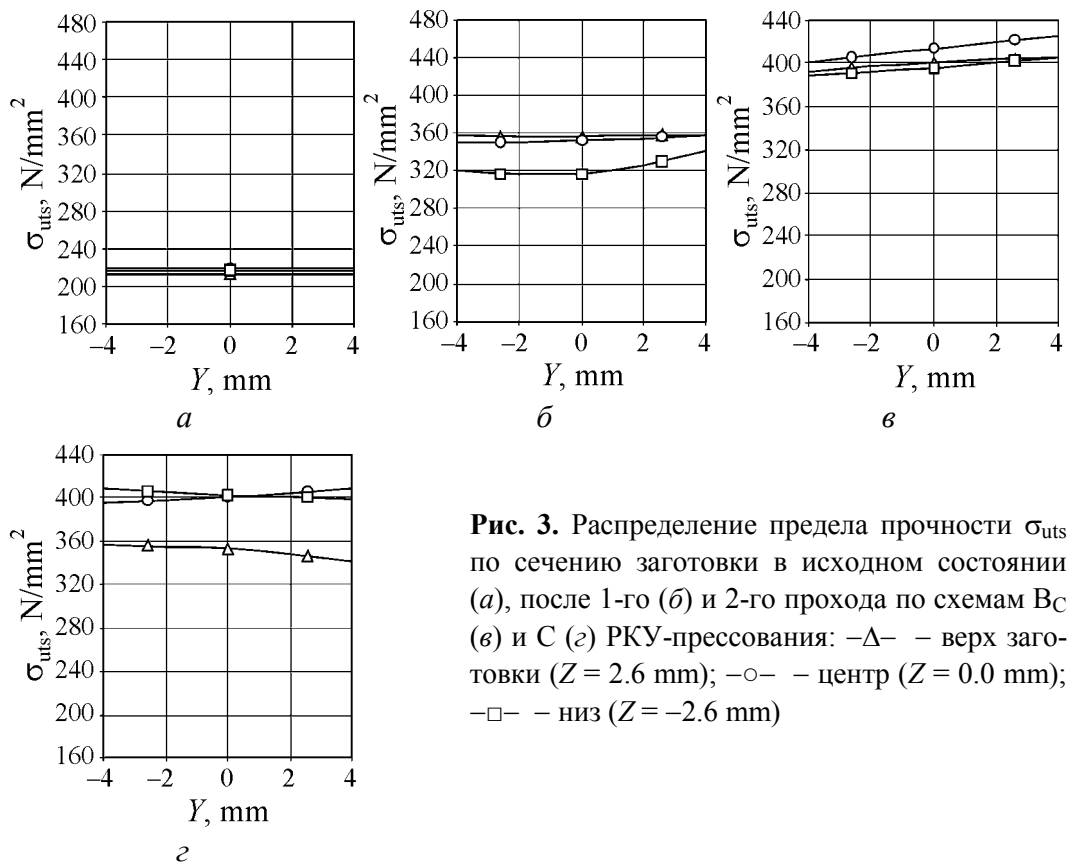 480
440
400
360
320
280
240
200
160
σuts, N/mm²
–4 –2 0 2 4
Y, mm
а
480
440
400
360
320
280
240
200
160
σuts, N/mm²
–4 –2 0 2 4
Y, mm
б
440
400
360
320
280
240
200
160
σuts, N/mm²
–4 –2 0 2 4
Y, mm
в
440
400
360
320
280
240
200
160
σuts, N/mm²
–4 –2 0 2 4
Y, mm
г
Рис. 3. Распределение предела прочности σuts
по сечению заготовки в исходном состоянии
(а), после 1-го (б) и 2-го прохода по схемам BC
(в) и C (г) РКУ-прессования: –Δ– – верх заго-
товки (Z = 2.6 mm); –○– – центр (Z = 0.0 mm);
–□– – низ (Z = –2.6 mm)